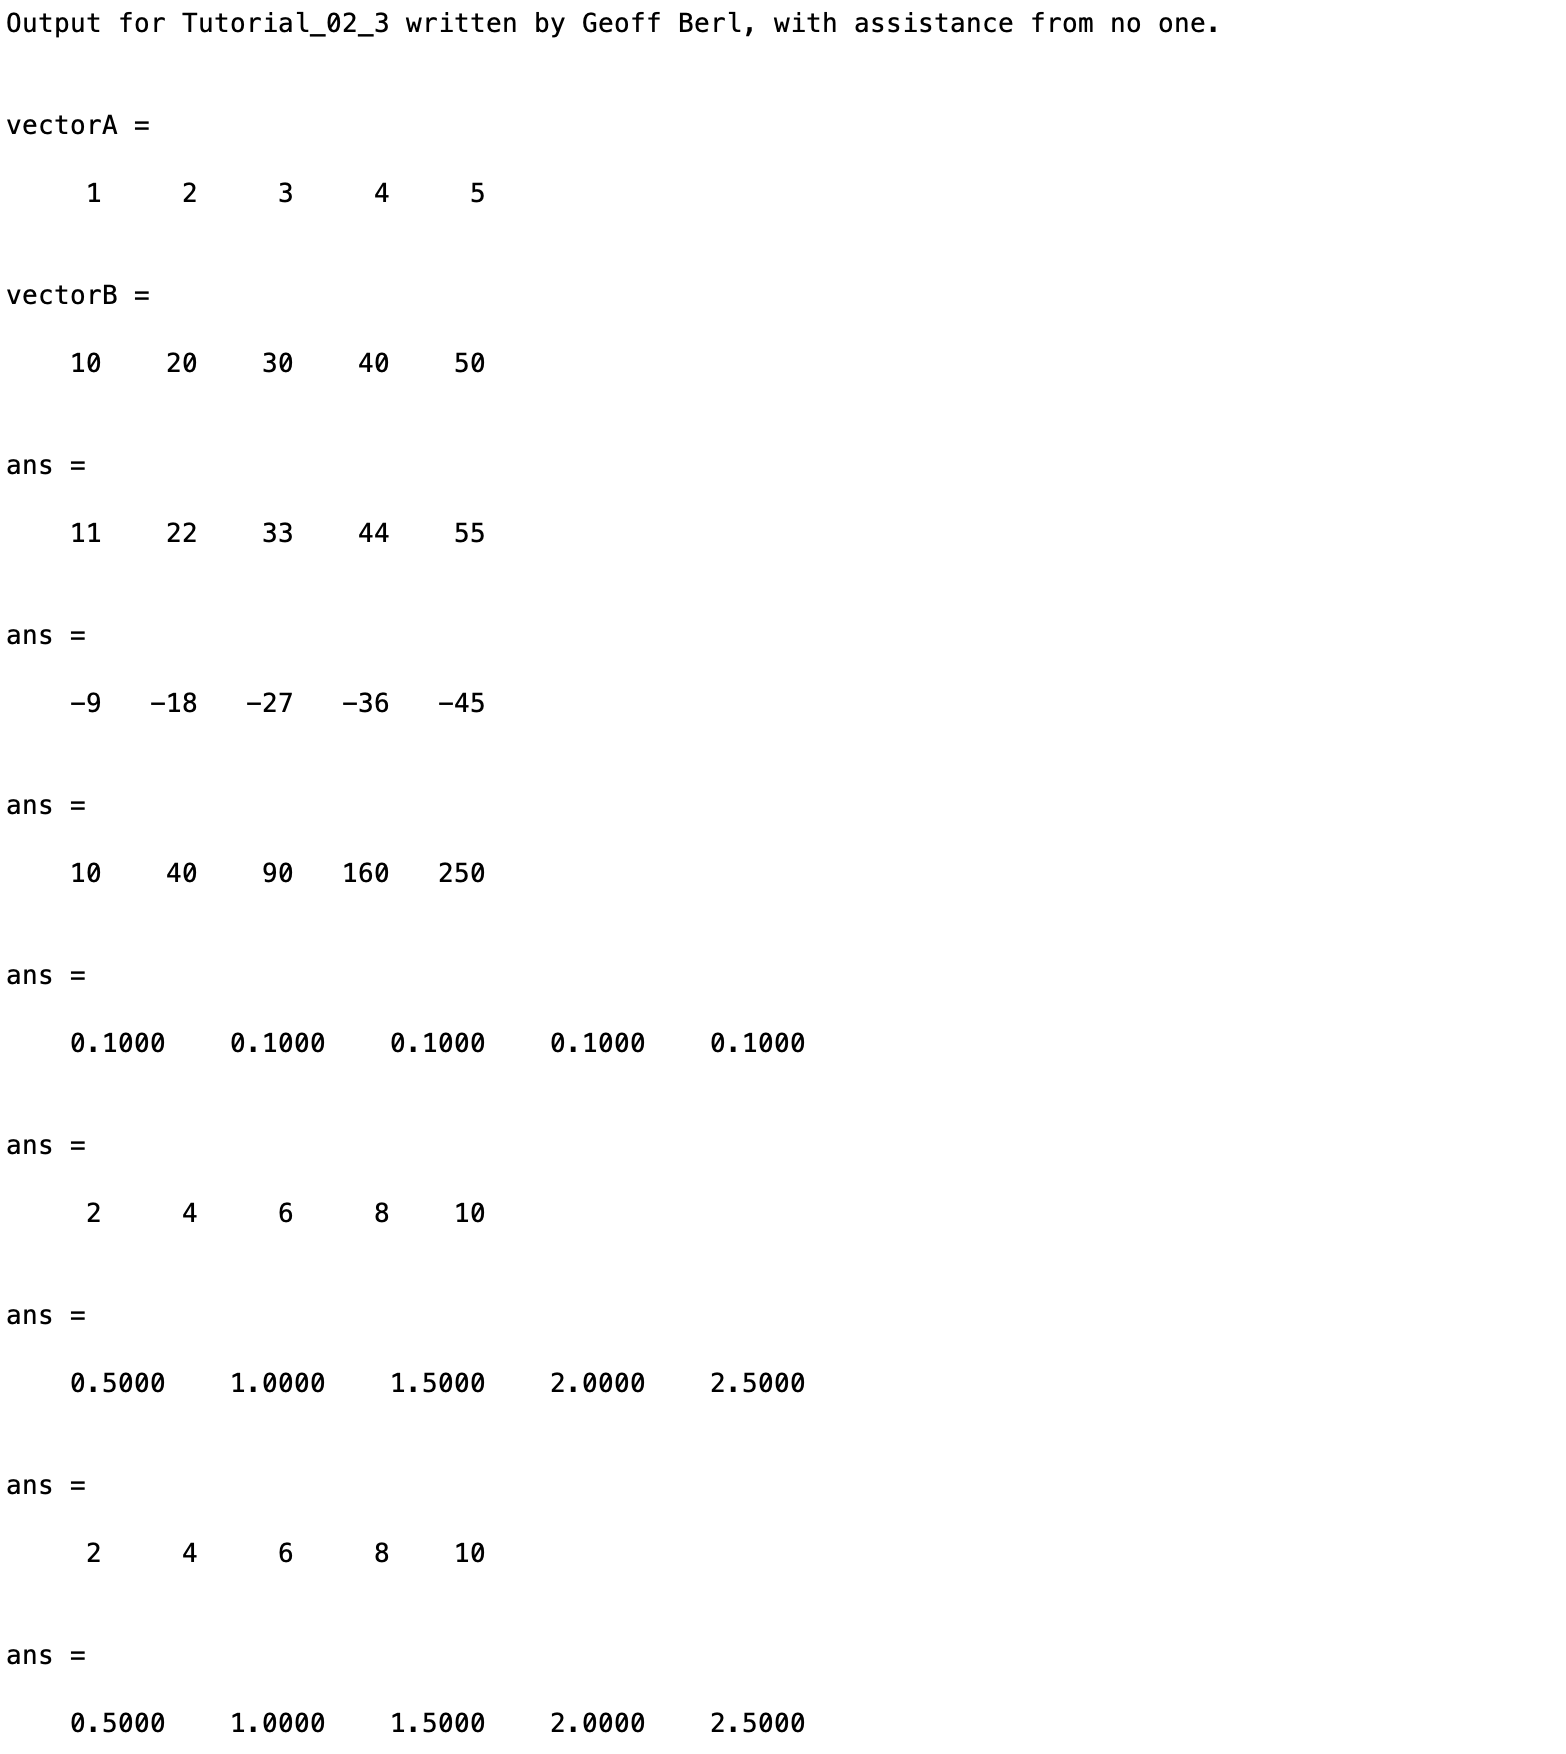 Output for Tutorial_02_3 written by Geoff Berl, with assistance from no one.
vectorA =
1 2 3 4 5
vectorB =
10 20 30 40 50
ans =
11 22 33 44 55
ans =
-9 -18 -27 -36 -45
ans =
10 40 90 160 250
ans =
0.1000 0.1000 0.1000 0.1000 0.1000
ans =
2 4 6 8 10
ans =
0.5000 1.0000 1.5000 2.0000 2.5000
ans =
2 4 6 8 10
ans =
0.5000 1.0000 1.5000 2.0000 2.5000